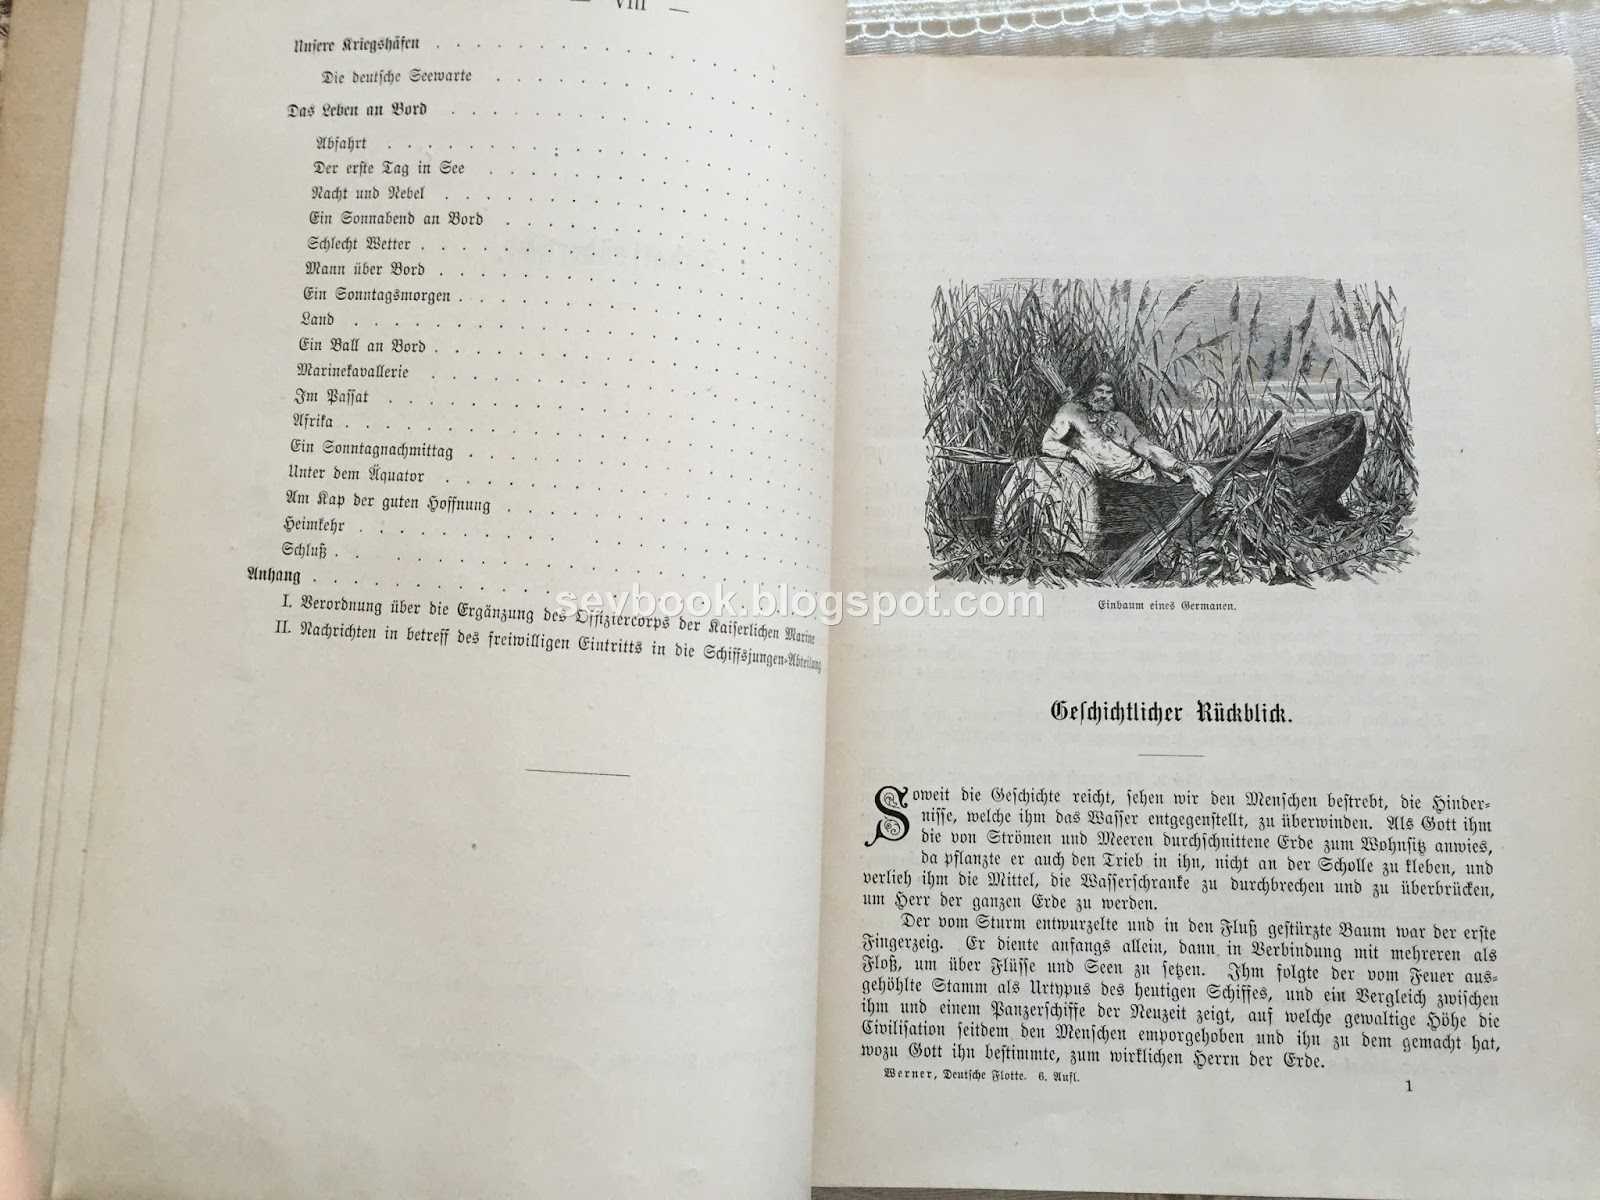 — VIII —
Unsere Kriegshäfen . . . . . . . . . . . .
Die deutsche Seewarte . . . . . . . . . .
Das Leben an Bord . . . . . . . . . . . .
Abfahrt . . . . . . . . . . . . . . .
Der erste Tag in See . . . . . . . . . .
Nacht und Nebel . . . . . . . . . . . .
Ein Sonnabend an Bord . . . . . . . . .
Schlecht Wetter . . . . . . . . . . . .
Mann über Bord . . . . . . . . . . . .
Ein Sonntagsmorgen . . . . . . . . . . .
Land . . . . . . . . . . . . . . . .
Ein Ball an Bord . . . . . . . . . . . .
Marinekavallerie . . . . . . . . . . . .
Im Passat . . . . . . . . . . . . . .
Afrika . . . . . . . . . . . . . . . .
Ein Sonntagnachmittag . . . . . . . . . .
Unter dem Äquator . . . . . . . . . . .
Am Kap der guten Hoffnung . . . . . . . .
Heimkehr . . . . . . . . . . . . . . .
Schluß . . . . . . . . . . . . . . . .
Anhang . . . . . . . . . . . . . . . .
I. Verordnung über die Ergänzung des Offiziercorps der Kaiserlichen Marine
II. Nachrichten in betreff des freiwilligen Eintritts in die Schiffsjungen-Abteilung
sevbook.blogspot.com
Einbaum eines Germanen.
Geschichtlicher Rückblick.
Soweit die Geschichte reicht, sehen wir den Menschen bestrebt, die Hinder-
nisse, welche ihm das Wasser entgegenstellt, zu überwinden. Als Gott ihm
die von Strömen und Meeren durchschnittene Erde zum Wohnsitz anwies,
da pflanzte er auch den Trieb in ihn, nicht an der Scholle zu kleben, und
verlieh ihm die Mittel, die Wasserschranke zu durchbrechen und zu überbrücken,
um Herr der ganzen Erde zu werden.
Der vom Sturm entwurzelte und in den Fluß gestürzte Baum war der erste
Fingerzeig. Er diente anfangs allein, dann in Verbindung mit mehreren als
Floß, um über Flüsse und Seen zu setzen. Ihm folgte der vom Feuer aus-
gehöhlte Stamm als Urtypus des heutigen Schiffes, und ein Vergleich zwischen
ihm und einem Panzerschiffe der Neuzeit zeigt, auf welche gewaltige Höhe die
Civilisation seitdem den Menschen emporgehoben und ihn zu dem gemacht hat,
wozu Gott ihn bestimmte, zum wirklichen Herrn der Erde.
Werner, Deutsche Flotte. 6. Aufl.
1